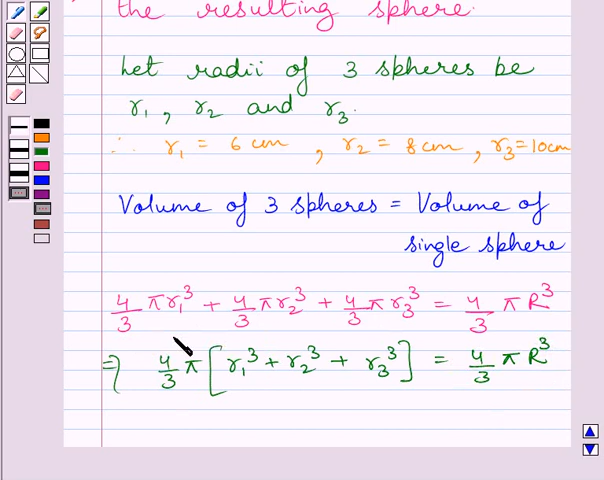 the resulting sphere.
Let radii of 3 spheres be
r₁, r₂ and r₃.
∴ r₁ = 6 cm, r₂ = 8 cm, r₃=10cm
Volume of 3 spheres = Volume of
single sphere
4/3 πr₁³ + 4/3 πr₂³ + 4/3 πr₃³ = 4/3 πR³
⇒ 4/3 π[r₁³ + r₂³ + r₃³] = 4/3 πR³